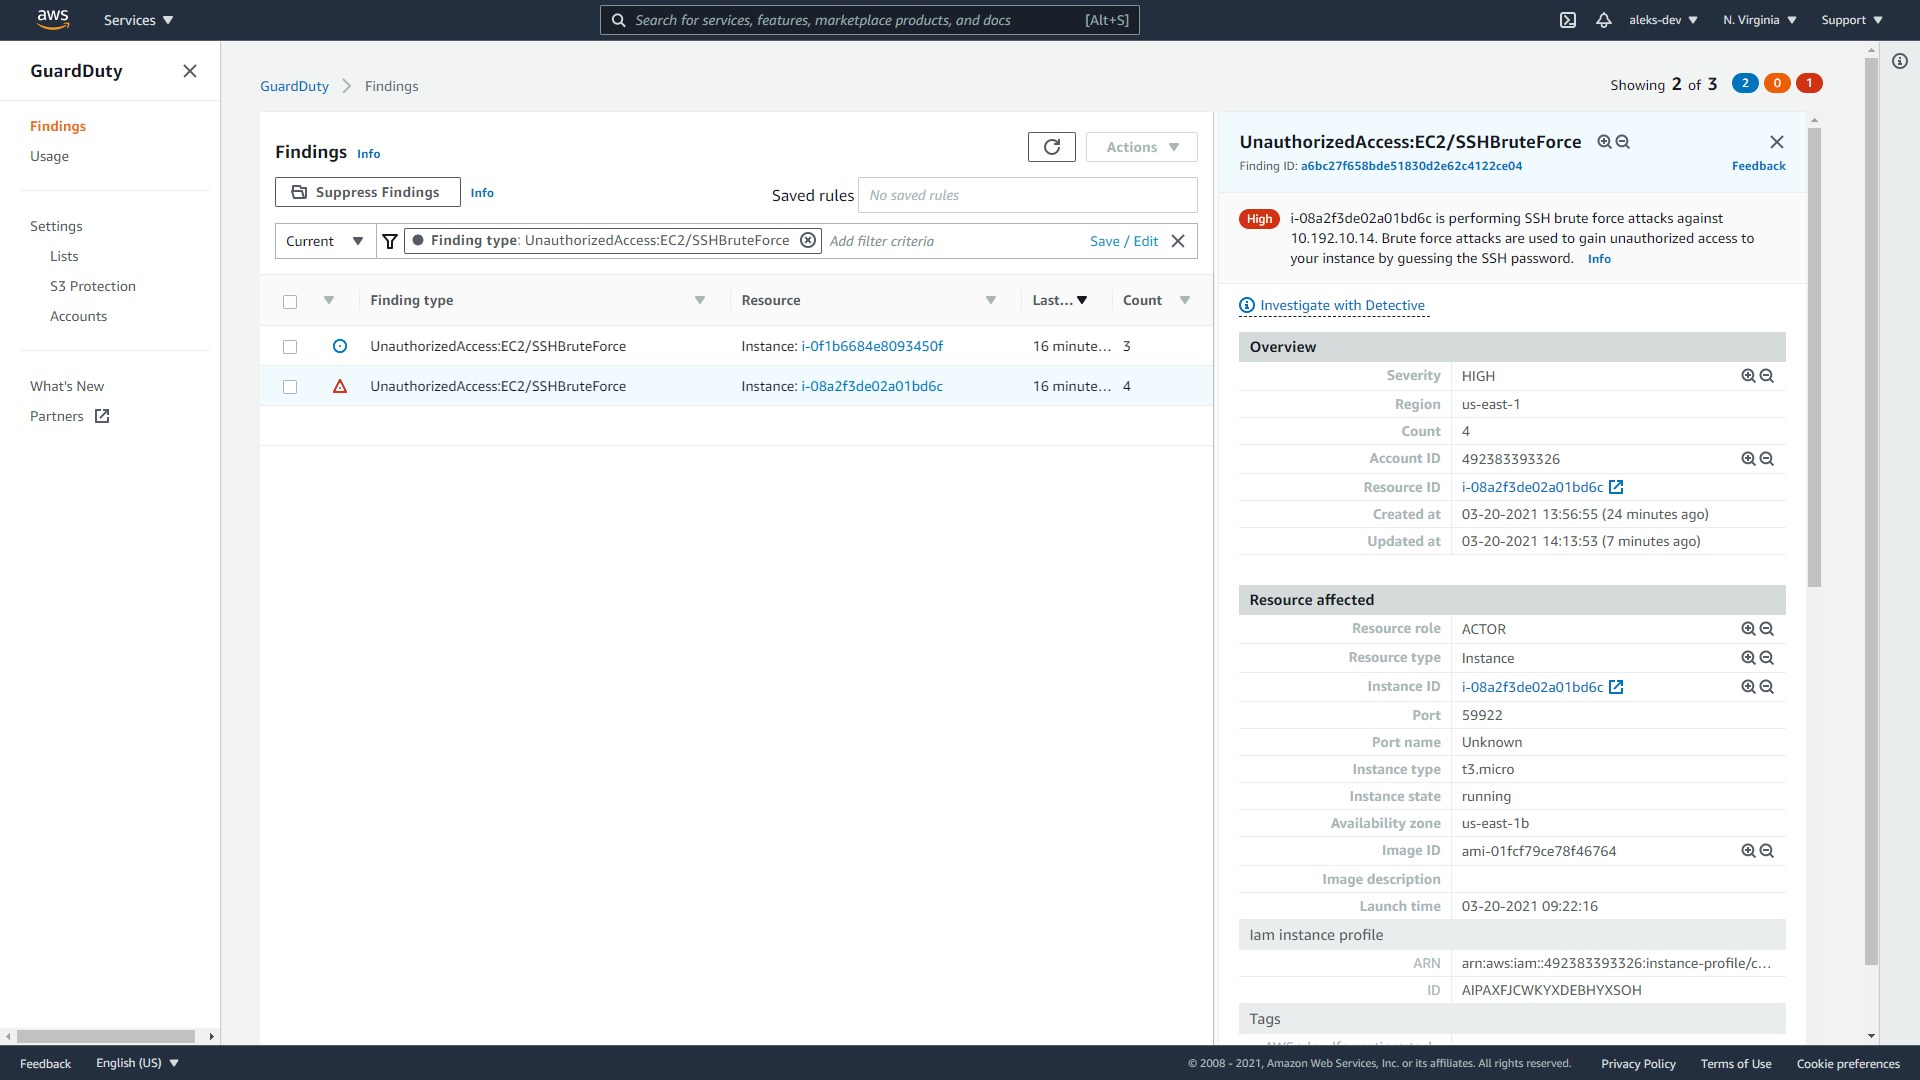 aws
Services
Search for services, features, marketplace products, and docs [Alt+S]
aleks-dev
N. Virginia
Support
GuardDuty
Findings
Usage
Settings
Lists
S3 Protection
Accounts
What's New
Partners
GuardDuty Findings
Showing 2 of 3 2 0 1
Findings Info
Actions
Suppress Findings Info
Saved rules No saved rules
Current Finding type: UnauthorizedAccess:EC2/SSHBruteForce Add filter criteria Save / Edit
Finding type Resource Last... Count
UnauthorizedAccess:EC2/SSHBruteForce Instance: i-0f1b6684e8093450f 16 minute... 3
UnauthorizedAccess:EC2/SSHBruteForce Instance: i-08a2f3de02a01bd6c 16 minute... 4
UnauthorizedAccess:EC2/SSHBruteForce
Finding ID: a6bc27f658bde51830d2e62c4122ce04 Feedback
High i-08a2f3de02a01bd6c is performing SSH brute force attacks against
10.192.10.14. Brute force attacks are used to gain unauthorized access to
your instance by guessing the SSH password. Info
Investigate with Detective
Overview
Severity HIGH
Region us-east-1
Count 4
Account ID 492383393326
Resource ID i-08a2f3de02a01bd6c
Created at 03-20-2021 13:56:55 (24 minutes ago)
Updated at 03-20-2021 14:13:53 (7 minutes ago)
Resource affected
Resource role ACTOR
Resource type Instance
Instance ID i-08a2f3de02a01bd6c
Port 59922
Port name Unknown
Instance type t3.micro
Instance state running
Availability zone us-east-1b
Image ID ami-01fcf79ce78f46764
Image description
Launch time 03-20-2021 09:22:16
Iam instance profile
ARN arn:aws:iam::492383393326:instance-profile/c...
ID AIPAXFJCWKYXDEBHYXSOH
Tags
Feedback
English (US)
© 2008 - 2021, Amazon Web Services, Inc. or its affiliates. All rights reserved.
Privacy Policy
Terms of Use
Cookie preferences